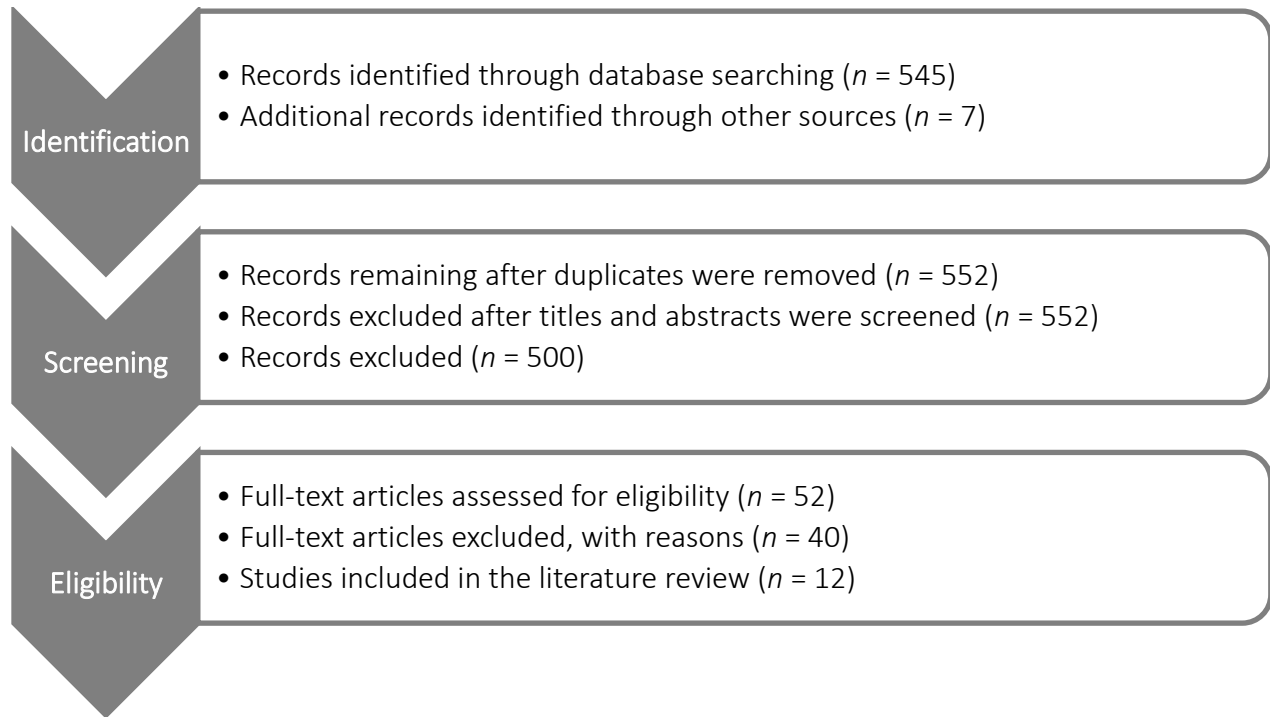 Identification
• Records identified through database searching (n = 545)
• Additional records identified through other sources (n = 7)
Screening
• Records remaining after duplicates were removed (n = 552)
• Records excluded after titles and abstracts were screened (n = 552)
• Records excluded (n = 500)
Eligibility
• Full-text articles assessed for eligibility (n = 52)
• Full-text articles excluded, with reasons (n = 40)
• Studies included in the literature review (n = 12)